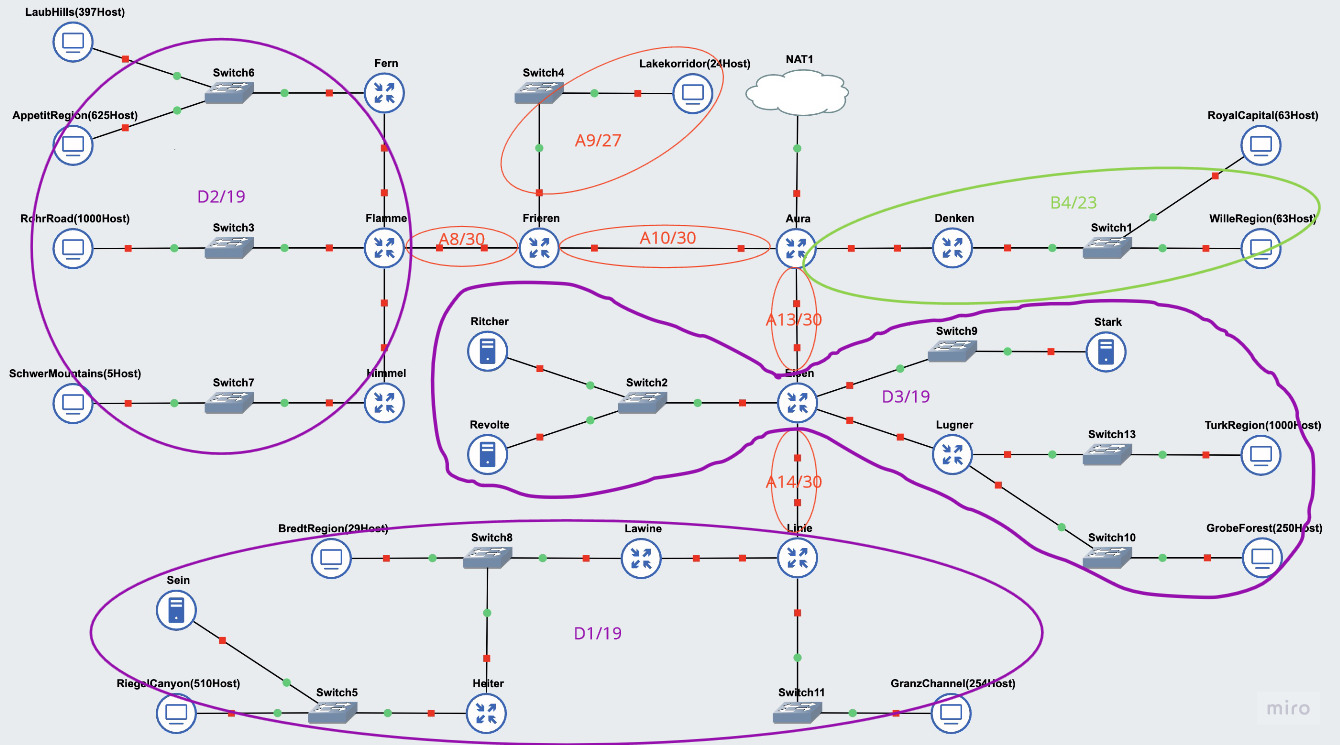 LaubHills(397Host)
Switch6
Fern
Switch4
Lakekorridor(24Host)
NAT1
AppetitRegion(625Host)
RoyalCapital(63Host)
A9/27
D2/19
B4/23
RohrRoad(1000Host)
Switch3
Flamme
A8/30
Frieren
A10/30
Aura
Denken
Switch1
WilleRegion(63Host)
Ritcher
A13/30
Switch9
Stark
SchwerMountains(5Host)
Switch7
Himmel
Switch2
Eisen
D3/19
Revolte
Lugner
Switch13
TurkRegion(1000Host)
A14/30
BredtRegion(29Host)
Switch8
Lawine
Linie
Switch10
GrobeForest(250Host)
Sein
D1/19
RiegelCanyon(510Host)
Switch5
Heiter
Switch11
GranzChannel(254Host)
miro